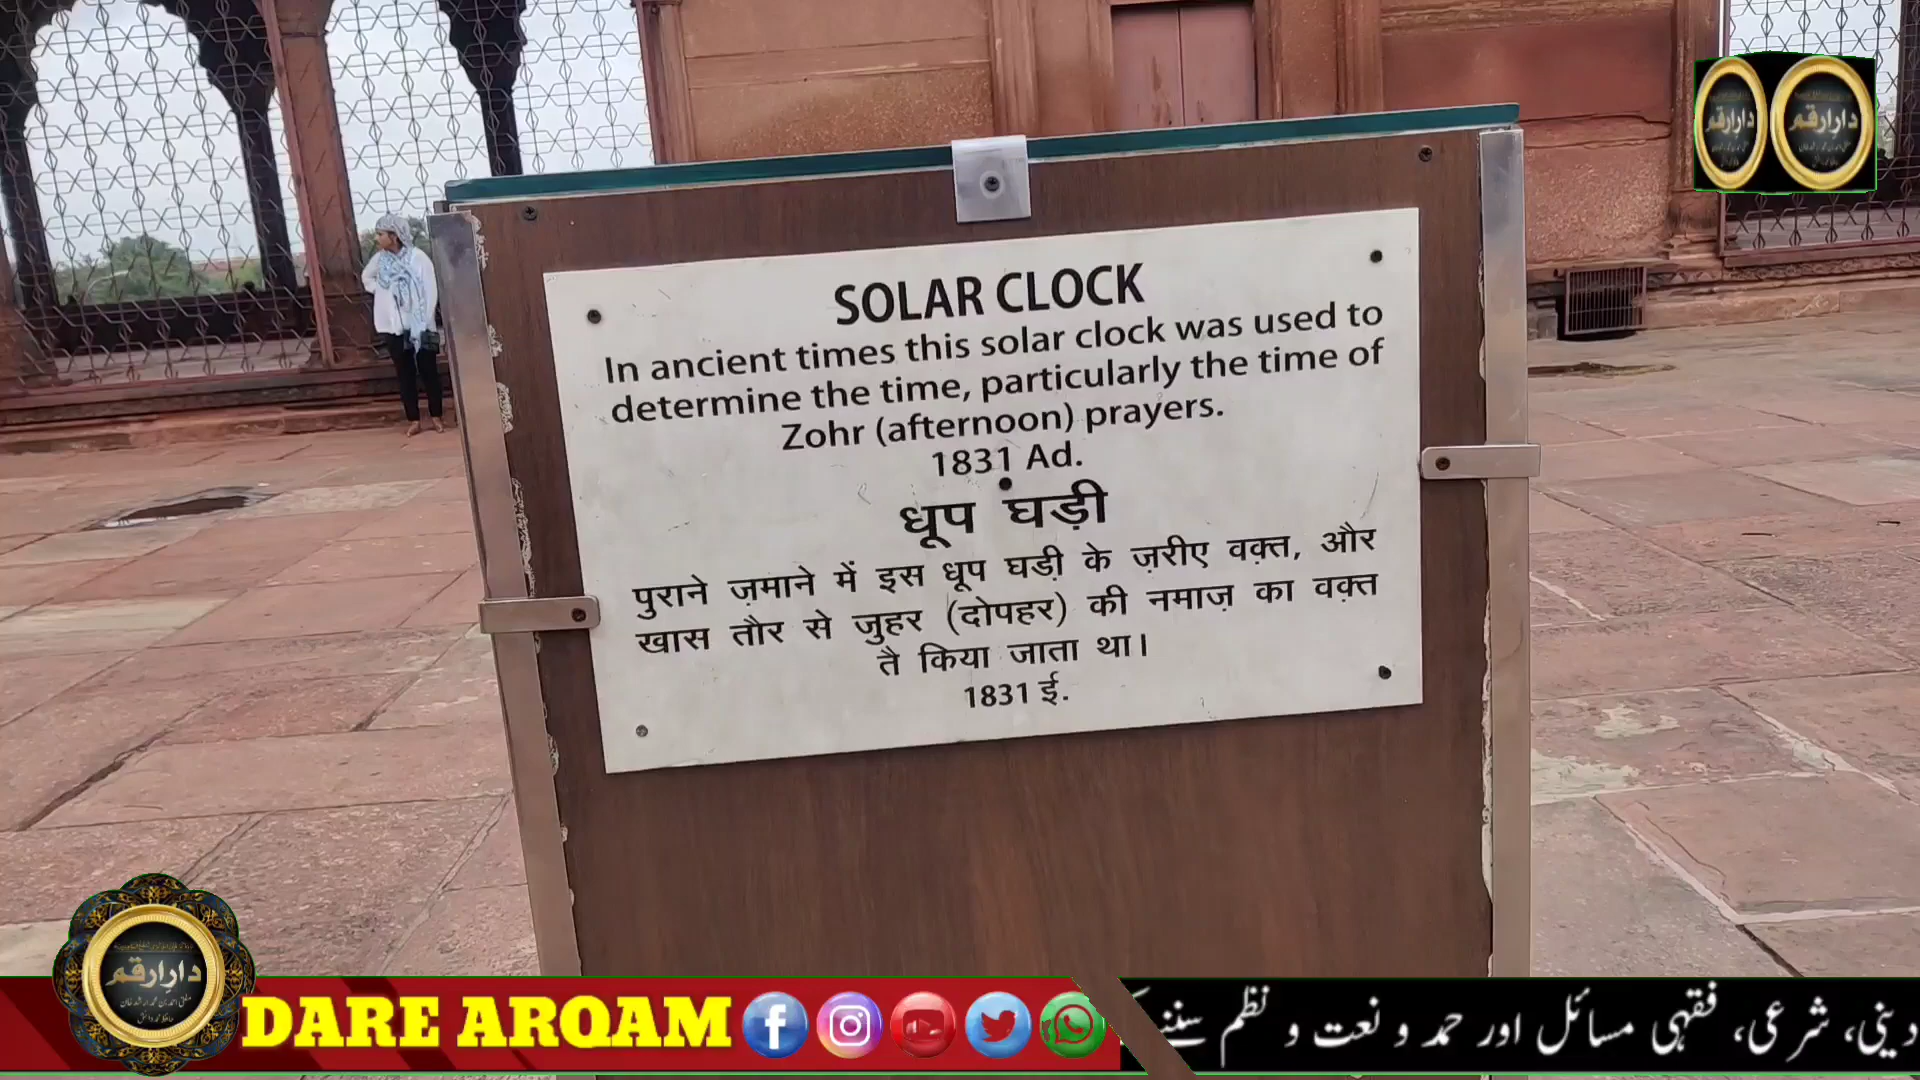 دارارقم
دارارقم
SOLAR CLOCK
In ancient times this solar clock was used to
determine the time, particularly the time of
Zohr (afternoon) prayers.
1831 Ad.
धूप घड़ी
पुराने ज़माने में इस धूप घड़ी के ज़रीए वक़्त, और
खास तौर से जुहर (दोपहर) की नमाज़ का वक़्त
तै किया जाता था।
1831 ई.
دارارقم
DARE ARQAM
دینی، شرعی، فقہی مسائل اور حمد و نعت و نظم سننے